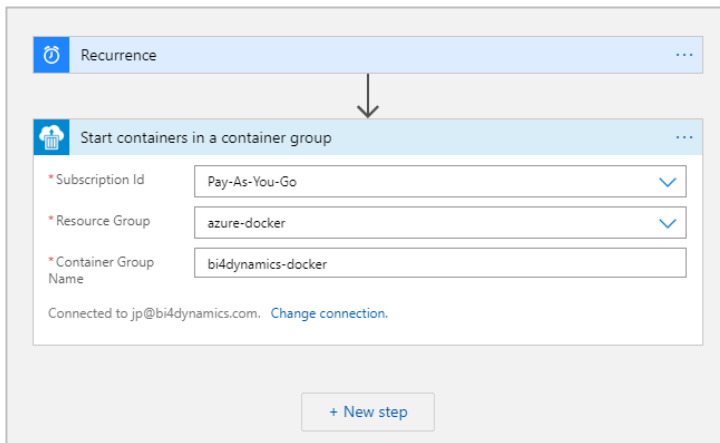 Recurrence
Start containers in a container group
* Subscription Id
Pay-As-You-Go
* Resource Group
azure-docker
* Container Group
Name
bi4dynamics-docker
Connected to jp@bi4dynamics.com. Change connection.
+ New step